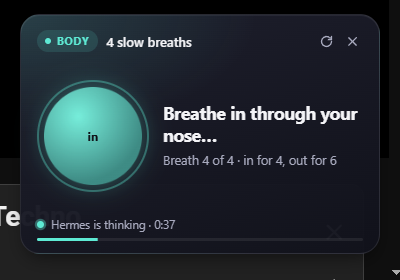 BODY 4 slow breaths
in
Breathe in through your
nose...
Breath 4 of 4 · in for 4, out for 6
Hermes is thinking · 0:37